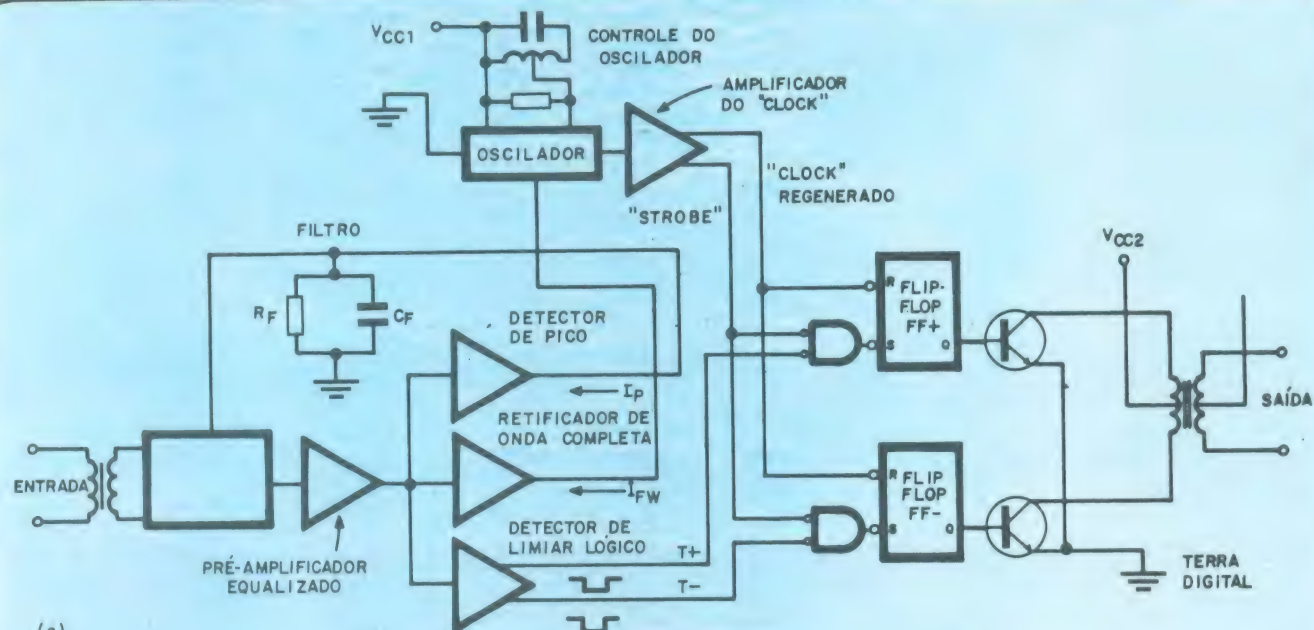 VCC1
CONTROLE DO
OSCILADOR
AMPLIFICADOR
DO "CLOCK"
OSCILADOR
"CLOCK"
REGENERADO
"STROBE"
FILTRO
VCC2
RF
CF
R
FLIP-
FLOP
FF+
S
Q
DETECTOR
DE PICO
IP
RETIFICADOR DE
ONDA COMPLETA
SAÍDA
ENTRADA
IFW
R
FLIP
FLOP
FF-
S
Q
DETECTOR DE
LIMIAR LÓGICO
T+
T-
PRÉ-AMPLIFICADOR
EQUALIZADO
TERRA
DIGITAL
(a)